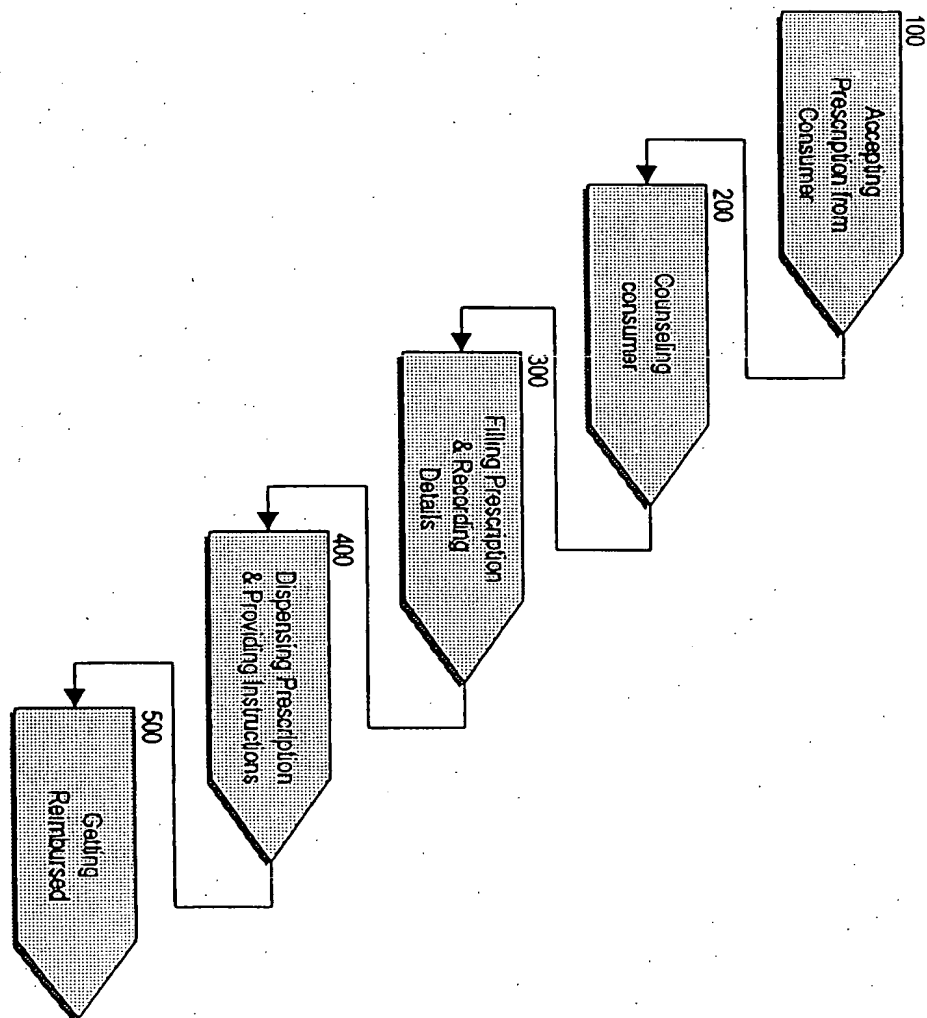 100
Accepting
Prescription from
Consumer
200
Counseling
consumer
300
Filling Prescription
& Recording
Details
400
Dispensing Prescription
& Providing Instructions
500
Getting
Reimbursed